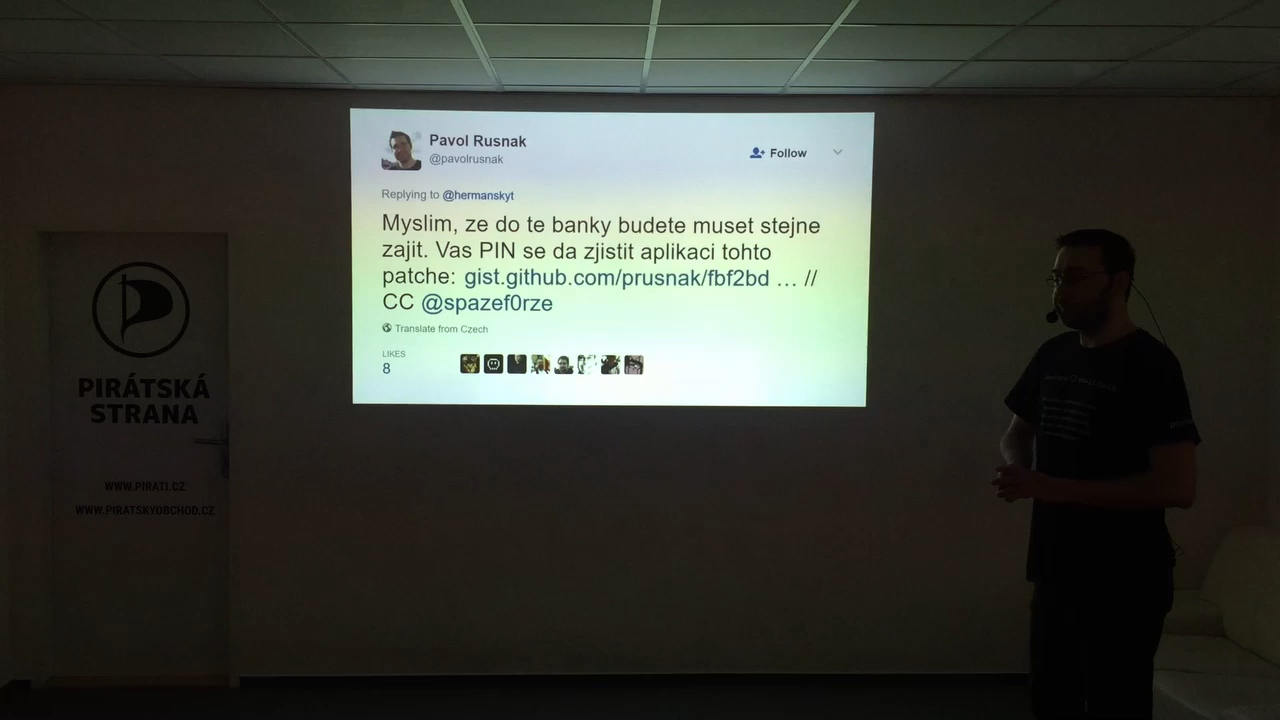 Pavol Rusnak
@pavolrusnak
Follow
Replying to @hermanskyt
Myslim, ze do te banky budete muset stejne
zajit. Vas PIN se da zjistit aplikaci tohto
patche: gist.github.com/prusnak/fbf2bd … //
CC @spazef0rze
Translate from Czech
LIKES
8
PIRÁTSKÁ
STRANA
WWW.PIRATI.CZ
WWW.PIRATSKYOBCHOD.CZ